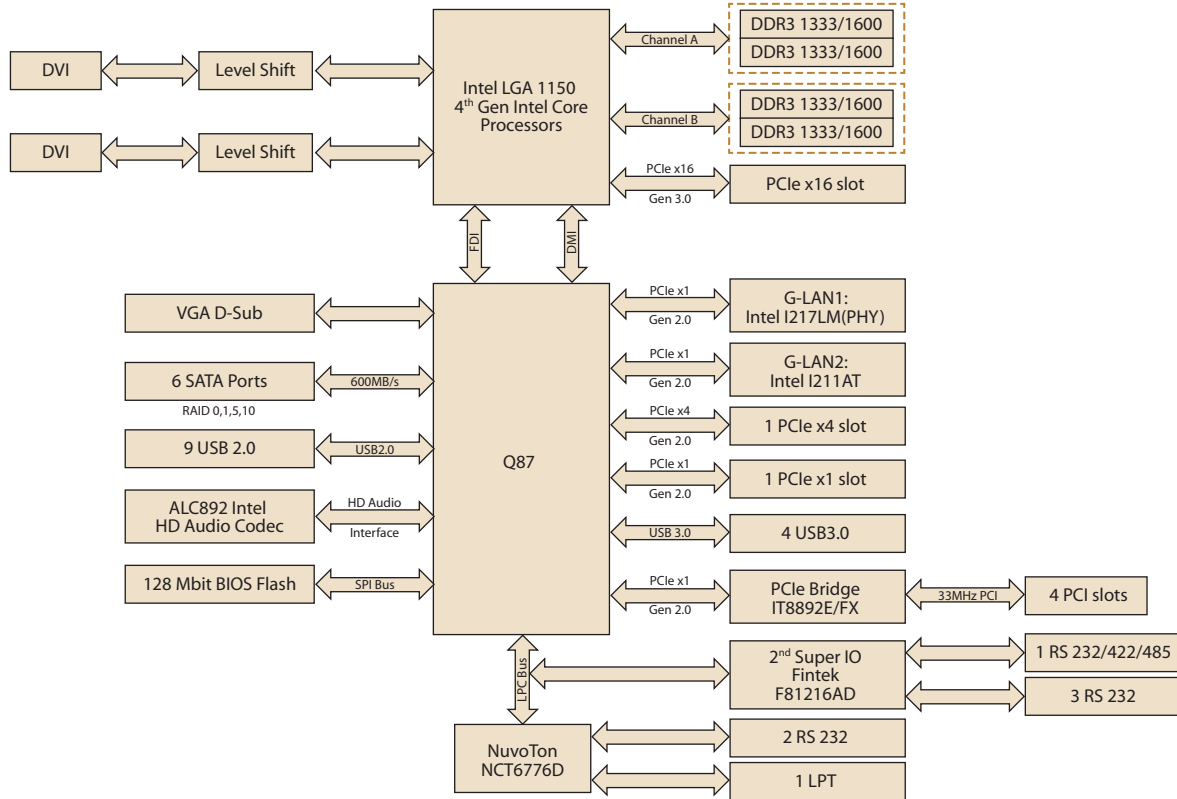 DDR3 1333/1600
DDR3 1333/1600
Channel A
DVI
Level Shift
Intel LGA 1150
4th Gen Intel Core
Processors
DDR3 1333/1600
DDR3 1333/1600
Channel B
DVI
Level Shift
PCIe x16
Gen 3.0
PCIe x16 slot
FDI
DMI
VGA D-Sub
PCIe x1
Gen 2.0
G-LAN1:
Intel I217LM(PHY)
6 SATA Ports
600MB/s
RAID 0,1,5,10
PCIe x1
Gen 2.0
G-LAN2:
Intel I211AT
PCIe x4
Gen 2.0
1 PCIe x4 slot
9 USB 2.0
USB2.0
Q87
PCIe x1
Gen 2.0
1 PCIe x1 slot
ALC892 Intel
HD Audio Codec
HD Audio
Interface
USB 3.0
4 USB3.0
128 Mbit BIOS Flash
SPI Bus
PCIe x1
Gen 2.0
PCIe Bridge
IT8892E/FX
33MHz PCI
4 PCI slots
LPC Bus
2nd Super IO
Fintek
F81216AD
1 RS 232/422/485
3 RS 232
NuvoTon
NCT6776D
2 RS 232
1 LPT